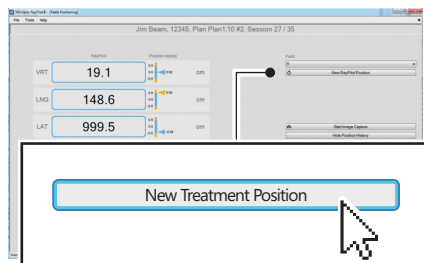 Micropos RayPilot® - [Table Positioning]
File Tools Help
Jim Beam, 12345, Plan Plan1:10 #2, Session 27 / 35
RayPilot Position validity
Field:
VRT 19.1 cm
New RayPilot Position
LNG 148.6 cm
LAT 999.5 cm
Start Image Capture
Hide Position History
New Treatment Position